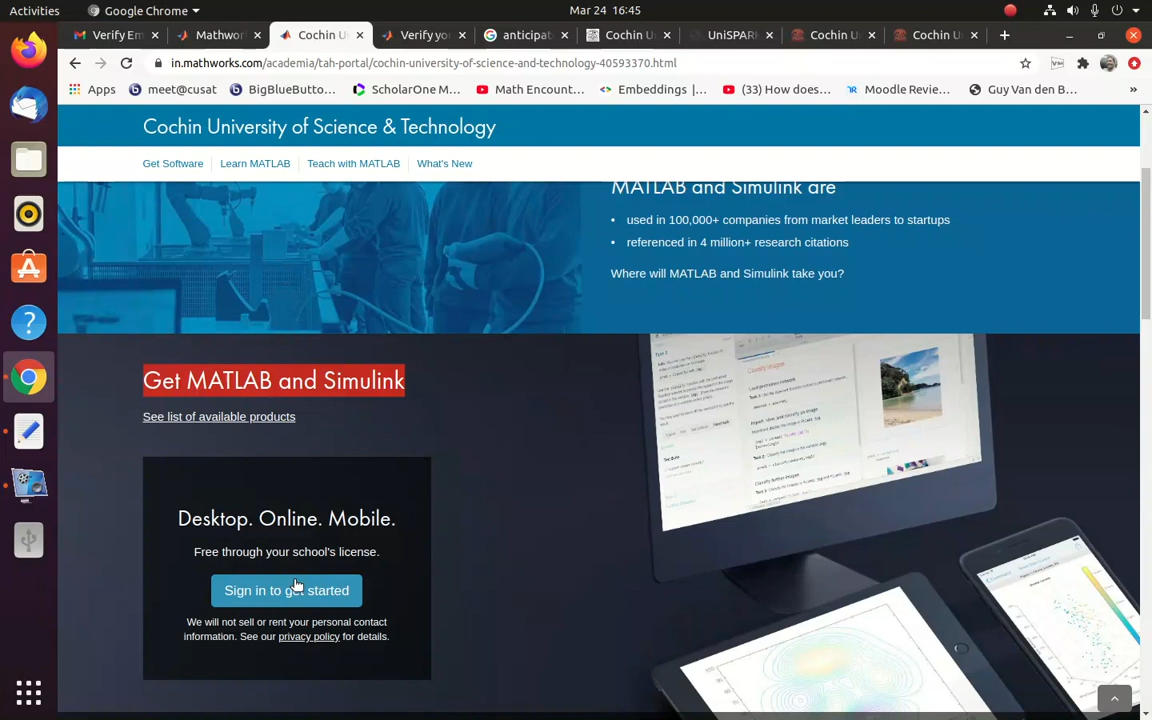 Activities
Google Chrome
Mar 24 16:45
Verify Em
Mathwor
Cochin U
Verify yo
anticipat
Cochin U
UniSPARK
Cochin U
Cochin U
in.mathworks.com/academia/tah-portal/cochin-university-of-science-and-technology-40593370.html
Apps
meet@cusat
BigBlueButto...
ScholarOne M...
Math Encount...
Embeddings |...
(33) How does...
Moodle Revie...
Guy Van den B...
Cochin University of Science & Technology
Get Software
Learn MATLAB
Teach with MATLAB
What's New
MATLAB and Simulink are
• used in 100,000+ companies from market leaders to startups
• referenced in 4 million+ research citations
Where will MATLAB and Simulink take you?
Get MATLAB and Simulink
See list of available products
Desktop. Online. Mobile.
Free through your school's license.
Sign in to get started
We will not sell or rent your personal contact
information. See our privacy policy for details.